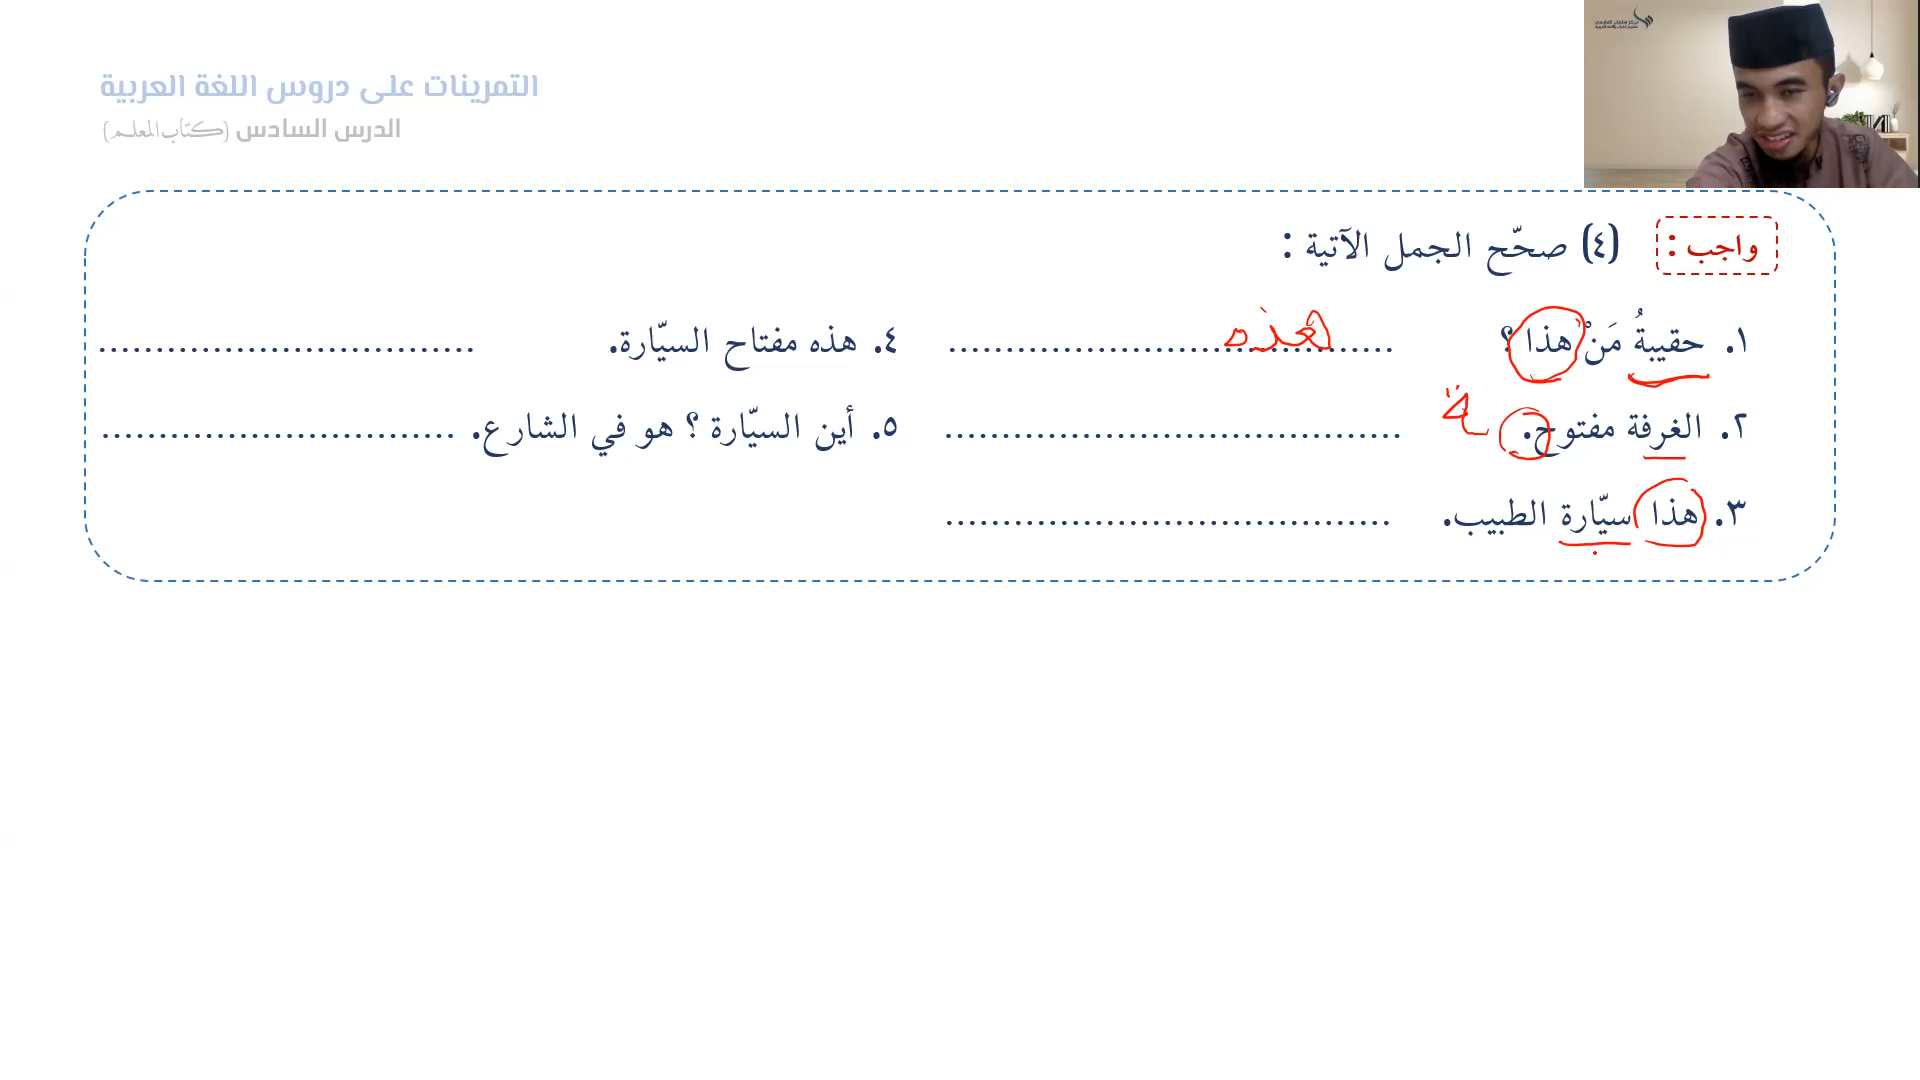 التمرينات على دروس اللغة العربية
الدرس السادس (كتاب المعلم)
واجب : (٤) صحّح الجمل الآتية :
١. حقيبةُ مَنْ هذا ؟ ....................................... هذه
٢. الغرفة مفتوح. ........................................ ة
٣. هذا سيّارة الطبيب. .......................................
٤. هذه مفتاح السيّارة. .................................
٥. أين السيّارة ؟ هو في الشارع. ...............................